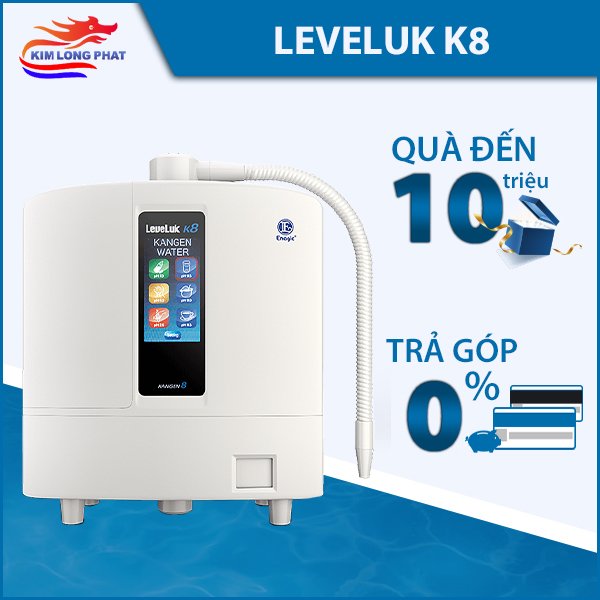 KIM LONG PHAT
LEVELUK K8
QUÀ ĐẾN
10 triệu
LeveLuk K8
KANGEN
WATER
Enagic
KANGEN 8
TRẢ GÓP
0%